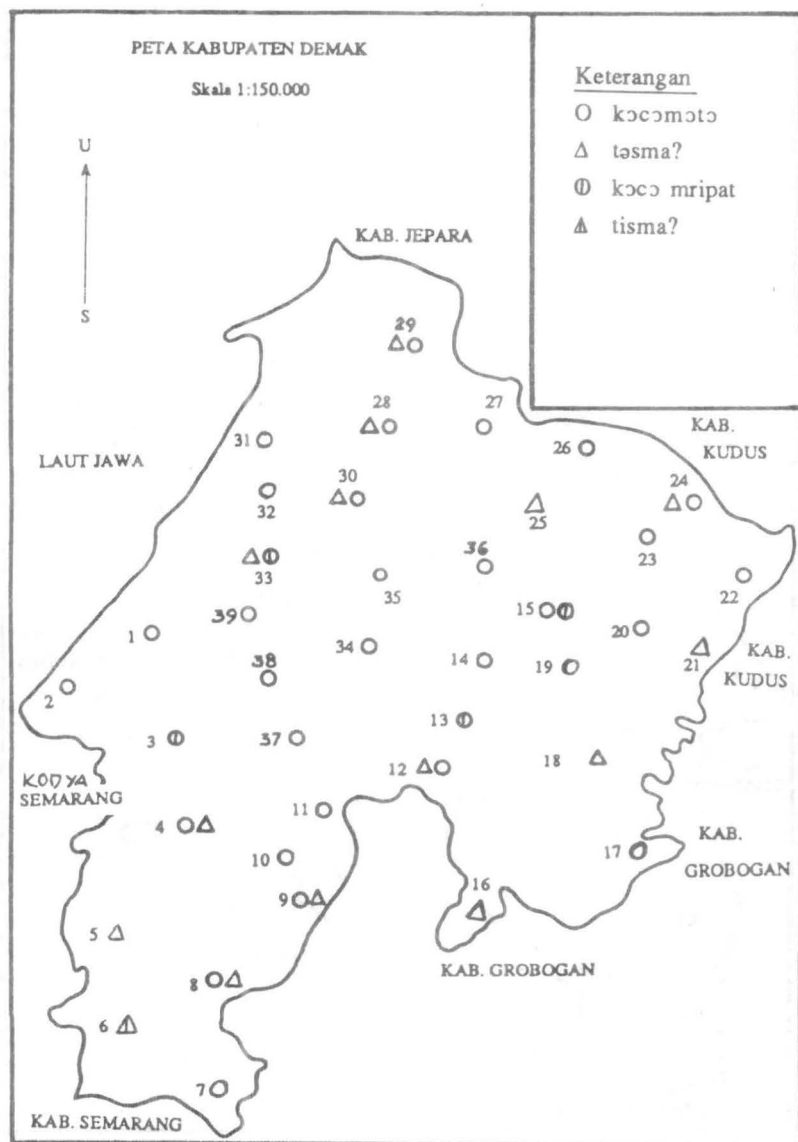 PETA KABUPATEN DEMAK
Skala 1:150.000
Keterangan
kɔcɔmɔtɔ
təsma?
kɔcɔ mripat
tisma?
U
S
KAB. JEPARA
29
28
27
31
26
KAB.
KUDUS
LAUT JAWA
30
24
32
25
23
36
33
35
22
39
15
1
20
34
14
19
21
KAB.
KUDUS
38
2
13
3
37
18
12
KODYA
SEMARANG
11
4
10
17
KAB.
GROBOGAN
9
16
5
KAB. GROBOGAN
8
6
7
KAB. SEMARANG